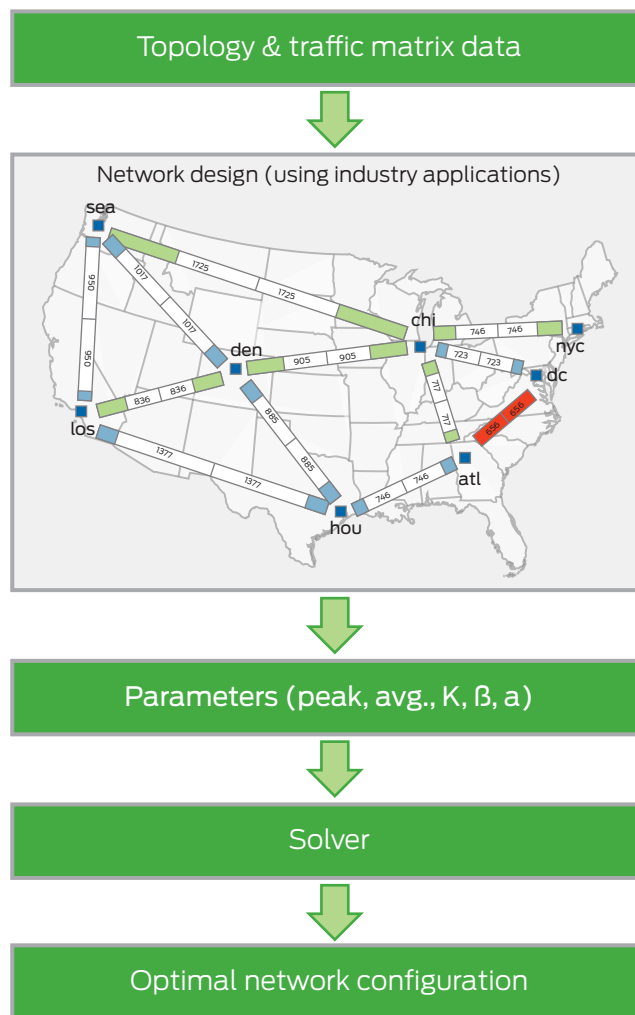 Topology & traffic matrix data
Network design (using industry applications)
sea
1725
1725
1017
1017
950
950
chi
746
746
nyc
den
905
905
723
723
dc
836
836
717
717
los
885
885
656
656
atl
1377
1377
746
746
hou
Parameters (peak, avg., K, ß, a)
Solver
Optimal network configuration